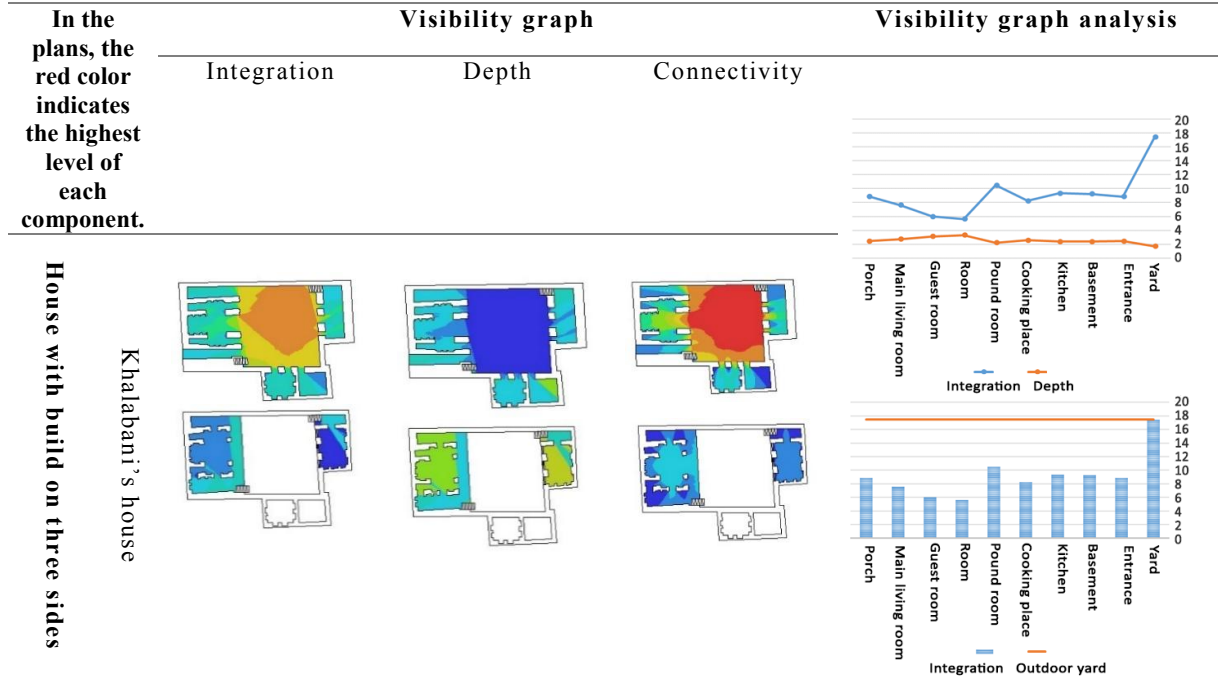 In the
plans, the
red color
indicates
the highest
level of
each
component.
Visibility graph
Visibility graph analysis
Integration
Depth
Connectivity
House with build on three sides
Khalabani's house
20
18
16
14
12
10
8
6
4
2
0
Porch
Main living room
Guest room
Room
Pound room
Cooking place
Kitchen
Basement
Entrance
Yard
Integration Depth
20
18
16
14
12
10
8
6
4
2
0
Porch
Main living room
Guest room
Room
Pound room
Cooking place
Kitchen
Basement
Entrance
Yard
Integration Outdoor yard